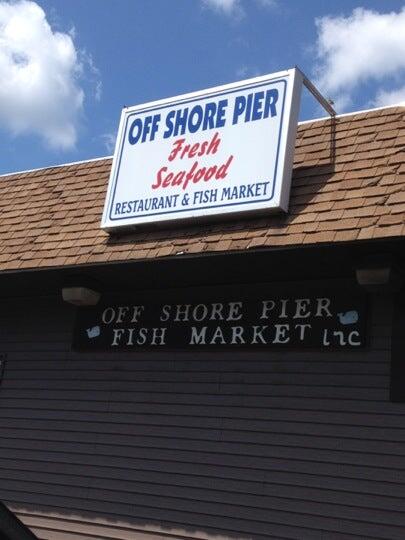 OFF SHORE PIER
Fresh
Seafood
RESTAURANT & FISH MARKET
OFF SHORE PIER
FISH MARKET inc